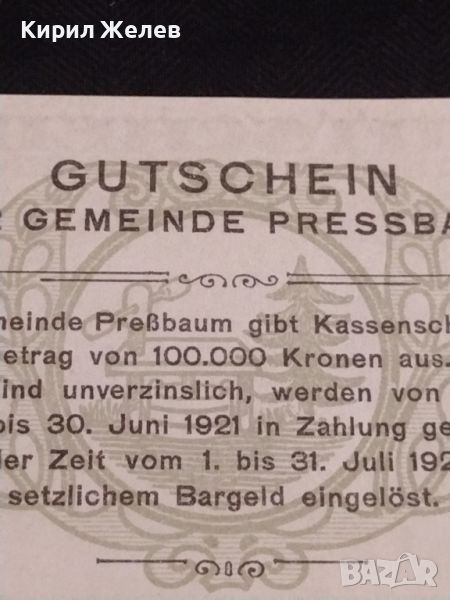 Кирил Желев
GUTSCHEIN
GEMEINDE PRESSBA
meinde Preßbaum gibt Kassensch
etrag von 100.000 Kronen aus.
ind unverzinslich, werden von
bis 30. Juni 1921 in Zahlung ge
der Zeit vom 1. bis 31. Juli 192
setzlichem Bargeld eingelöst.
BAZAR